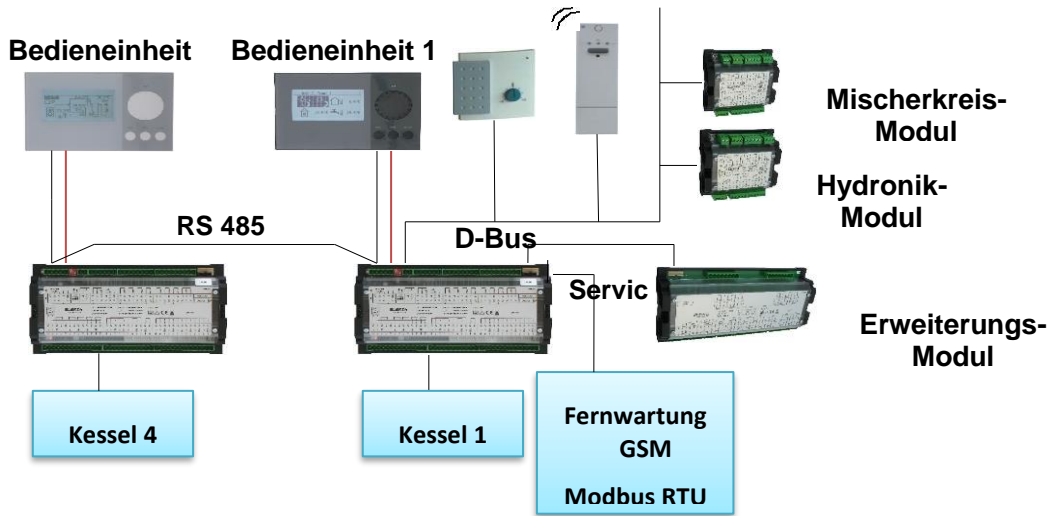 Bedieneinheit
Bedieneinheit 1
Mischerkreis-
Modul
Hydronik-
Modul
RS 485
D-Bus
Servic
Erweiterungs-
Modul
Kessel 4
Kessel 1
Fernwartung
GSM
Modbus RTU